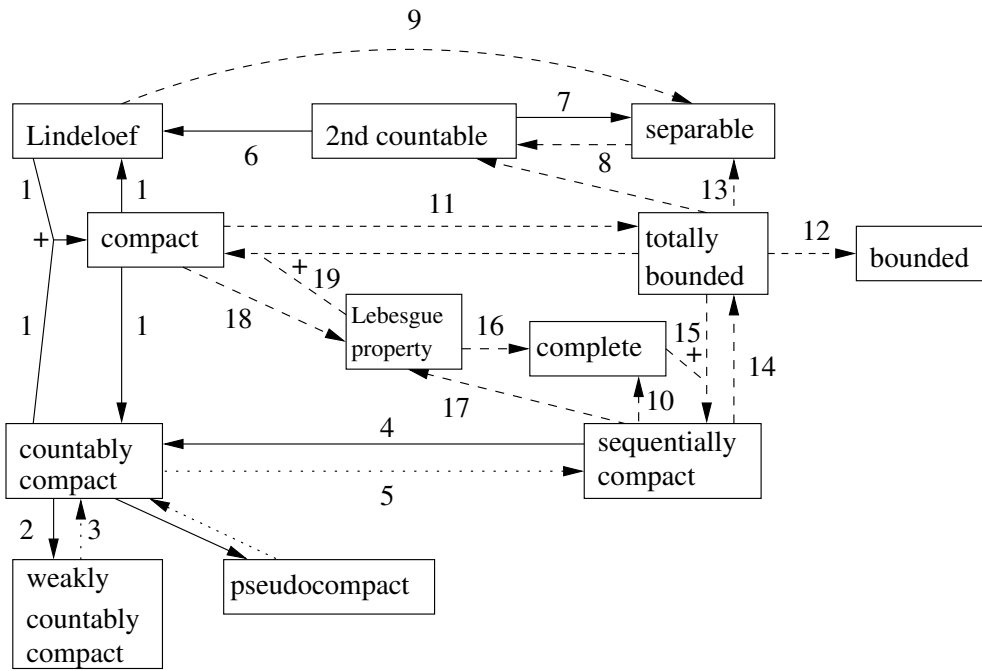 9
Lindeloef
2nd countable
7
separable
6
8
1
1
11
13
+
compact
totally
bounded
12
bounded
+
19
1
1
18
Lebesgue
property
16
complete
15
+
14
17
10
countably
compact
4
sequentially
compact
5
2
3
weakly
countably
compact
pseudocompact